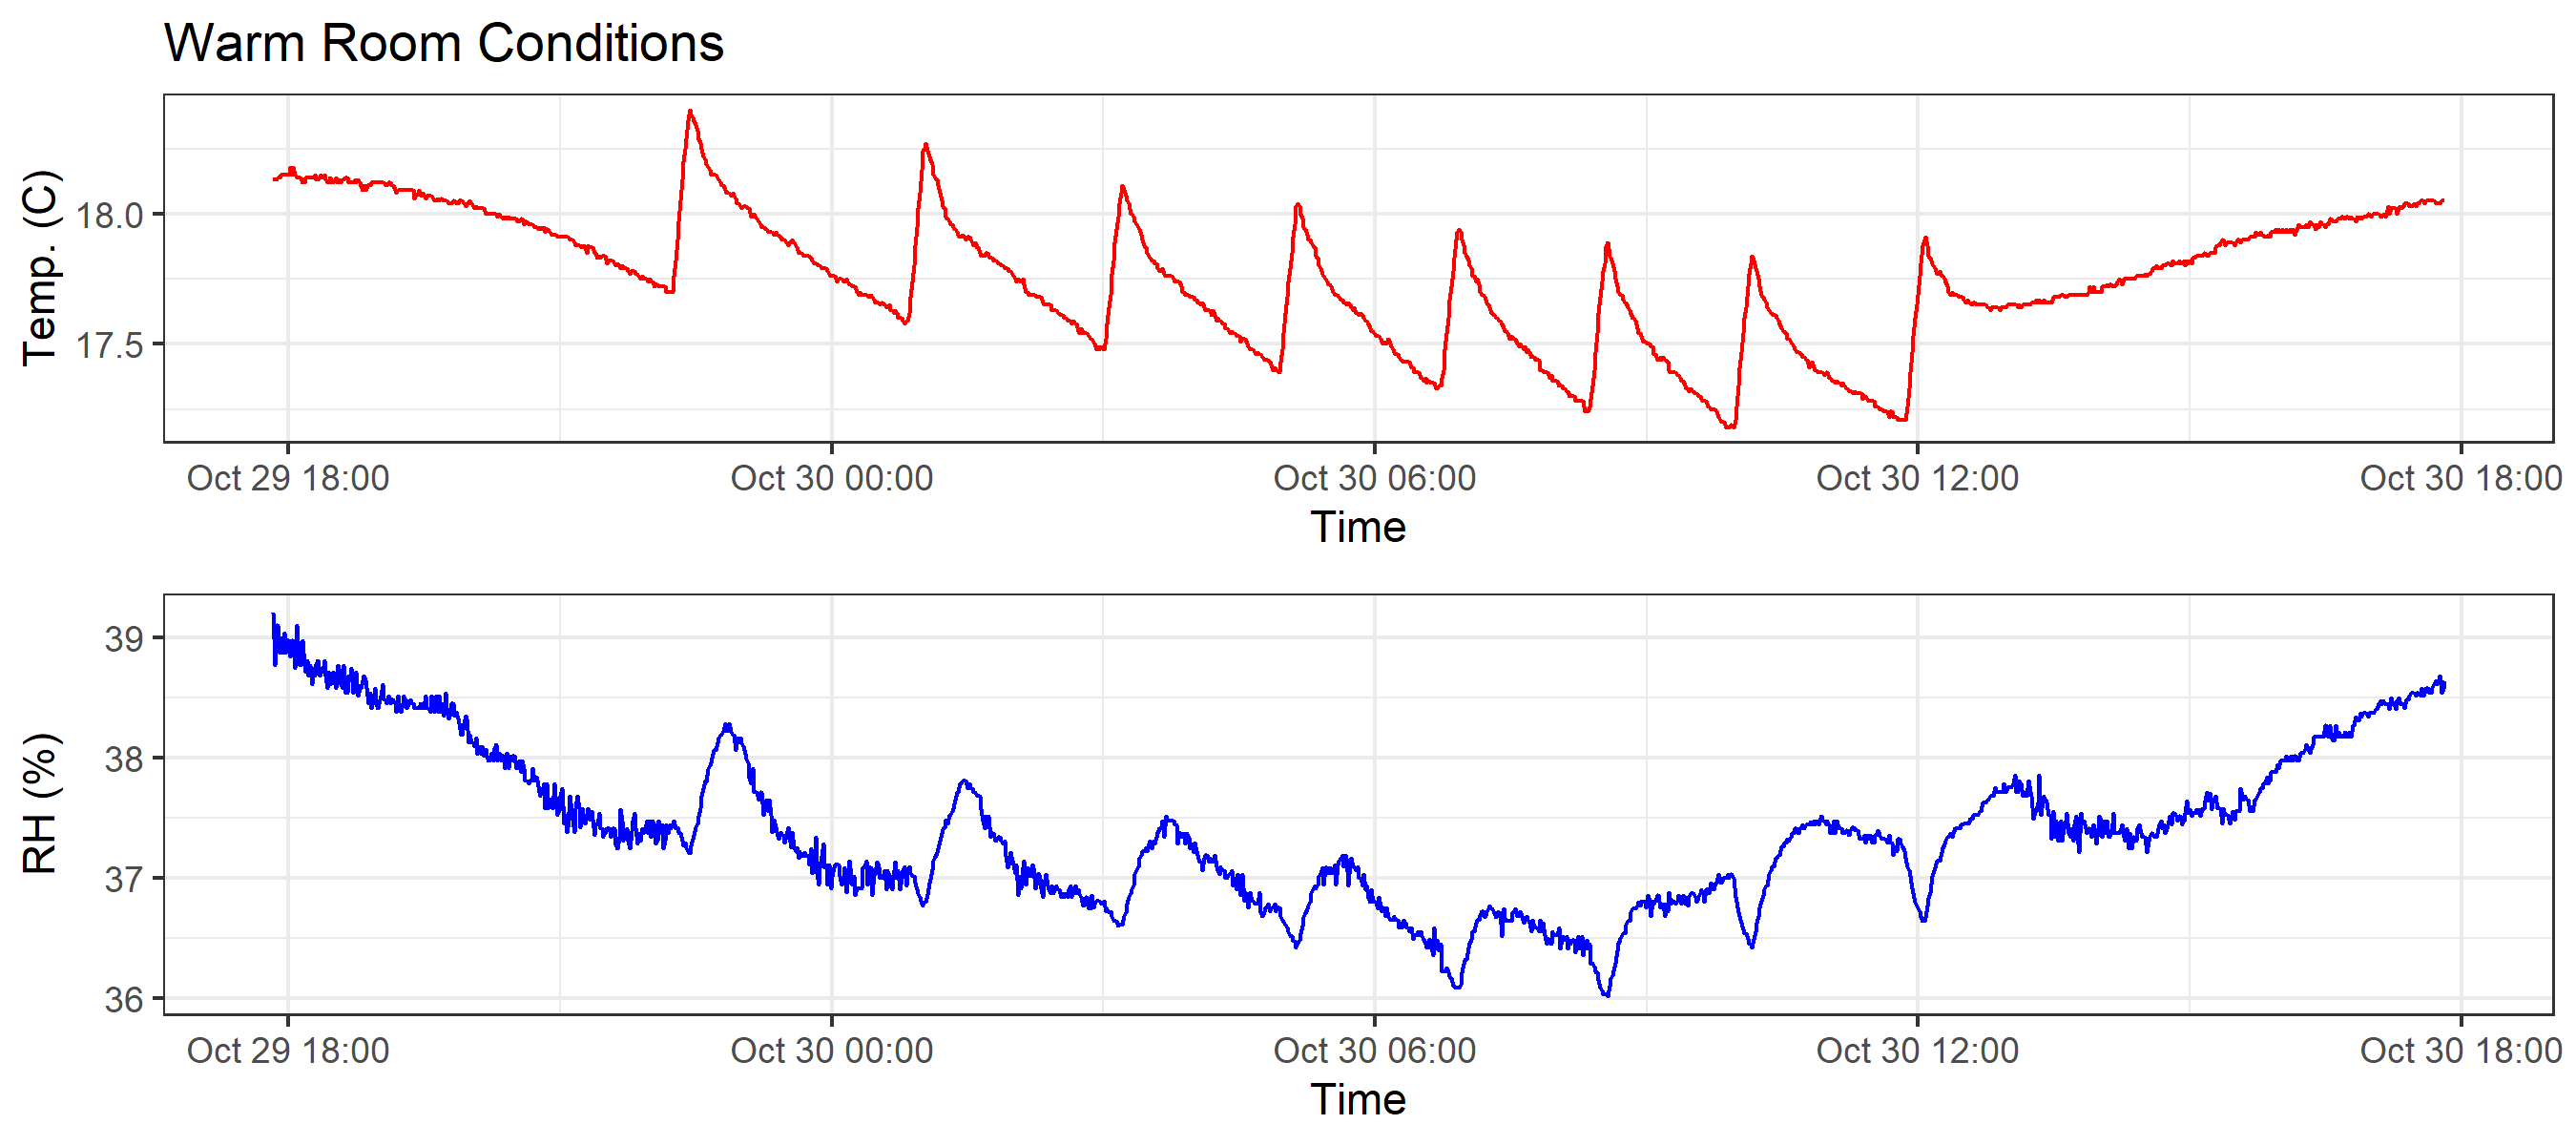 Warm Room Conditions
Temp. (C)
18.0
17.5
Oct 29 18:00 Oct 30 00:00 Oct 30 06:00 Oct 30 12:00 Oct 30 18:00
Time
RH (%)
39
38
37
36
Oct 29 18:00 Oct 30 00:00 Oct 30 06:00 Oct 30 12:00 Oct 30 18:00
Time